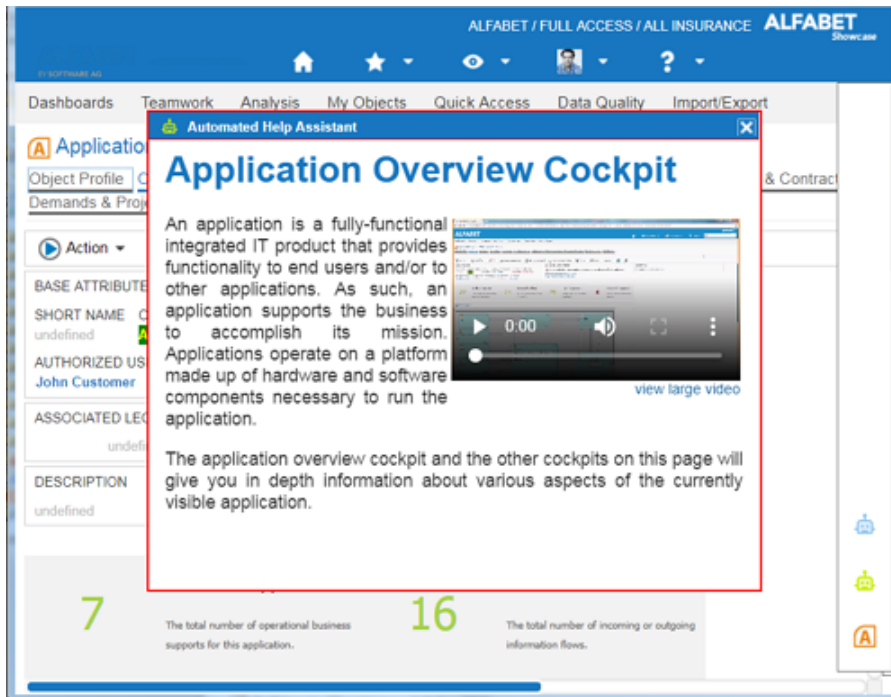 ALFABET / FULL ACCESS / ALL INSURANCE
ALFABET
Showcase
BY SOFTWARE AG
?
Dashboards Teamwork Analysis My Objects Quick Access Data Quality Import/Export
Automated Help Assistant
A Applicatio
Application Overview Cockpit
Object Profile C
& Contract
Demands & Proj
An application is a fully-functional
integrated IT product that provides
functionality to end users and/or to
other applications. As such, an
application supports the business
to accomplish its mission.
Applications operate on a platform
made up of hardware and software
components necessary to run the
application.
0:00
view large video
The application overview cockpit and the other cockpits on this page will
give you in depth information about various aspects of the currently
visible application.
Action
BASE ATTRIBUTE
SHORT NAME C
undefined A
AUTHORIZED US
John Customer
ASSOCIATED LEG
undefi
DESCRIPTION
undefined
7
The total number of operational business
supports for this application.
16
The total number of incoming or outgoing
information flows.
A